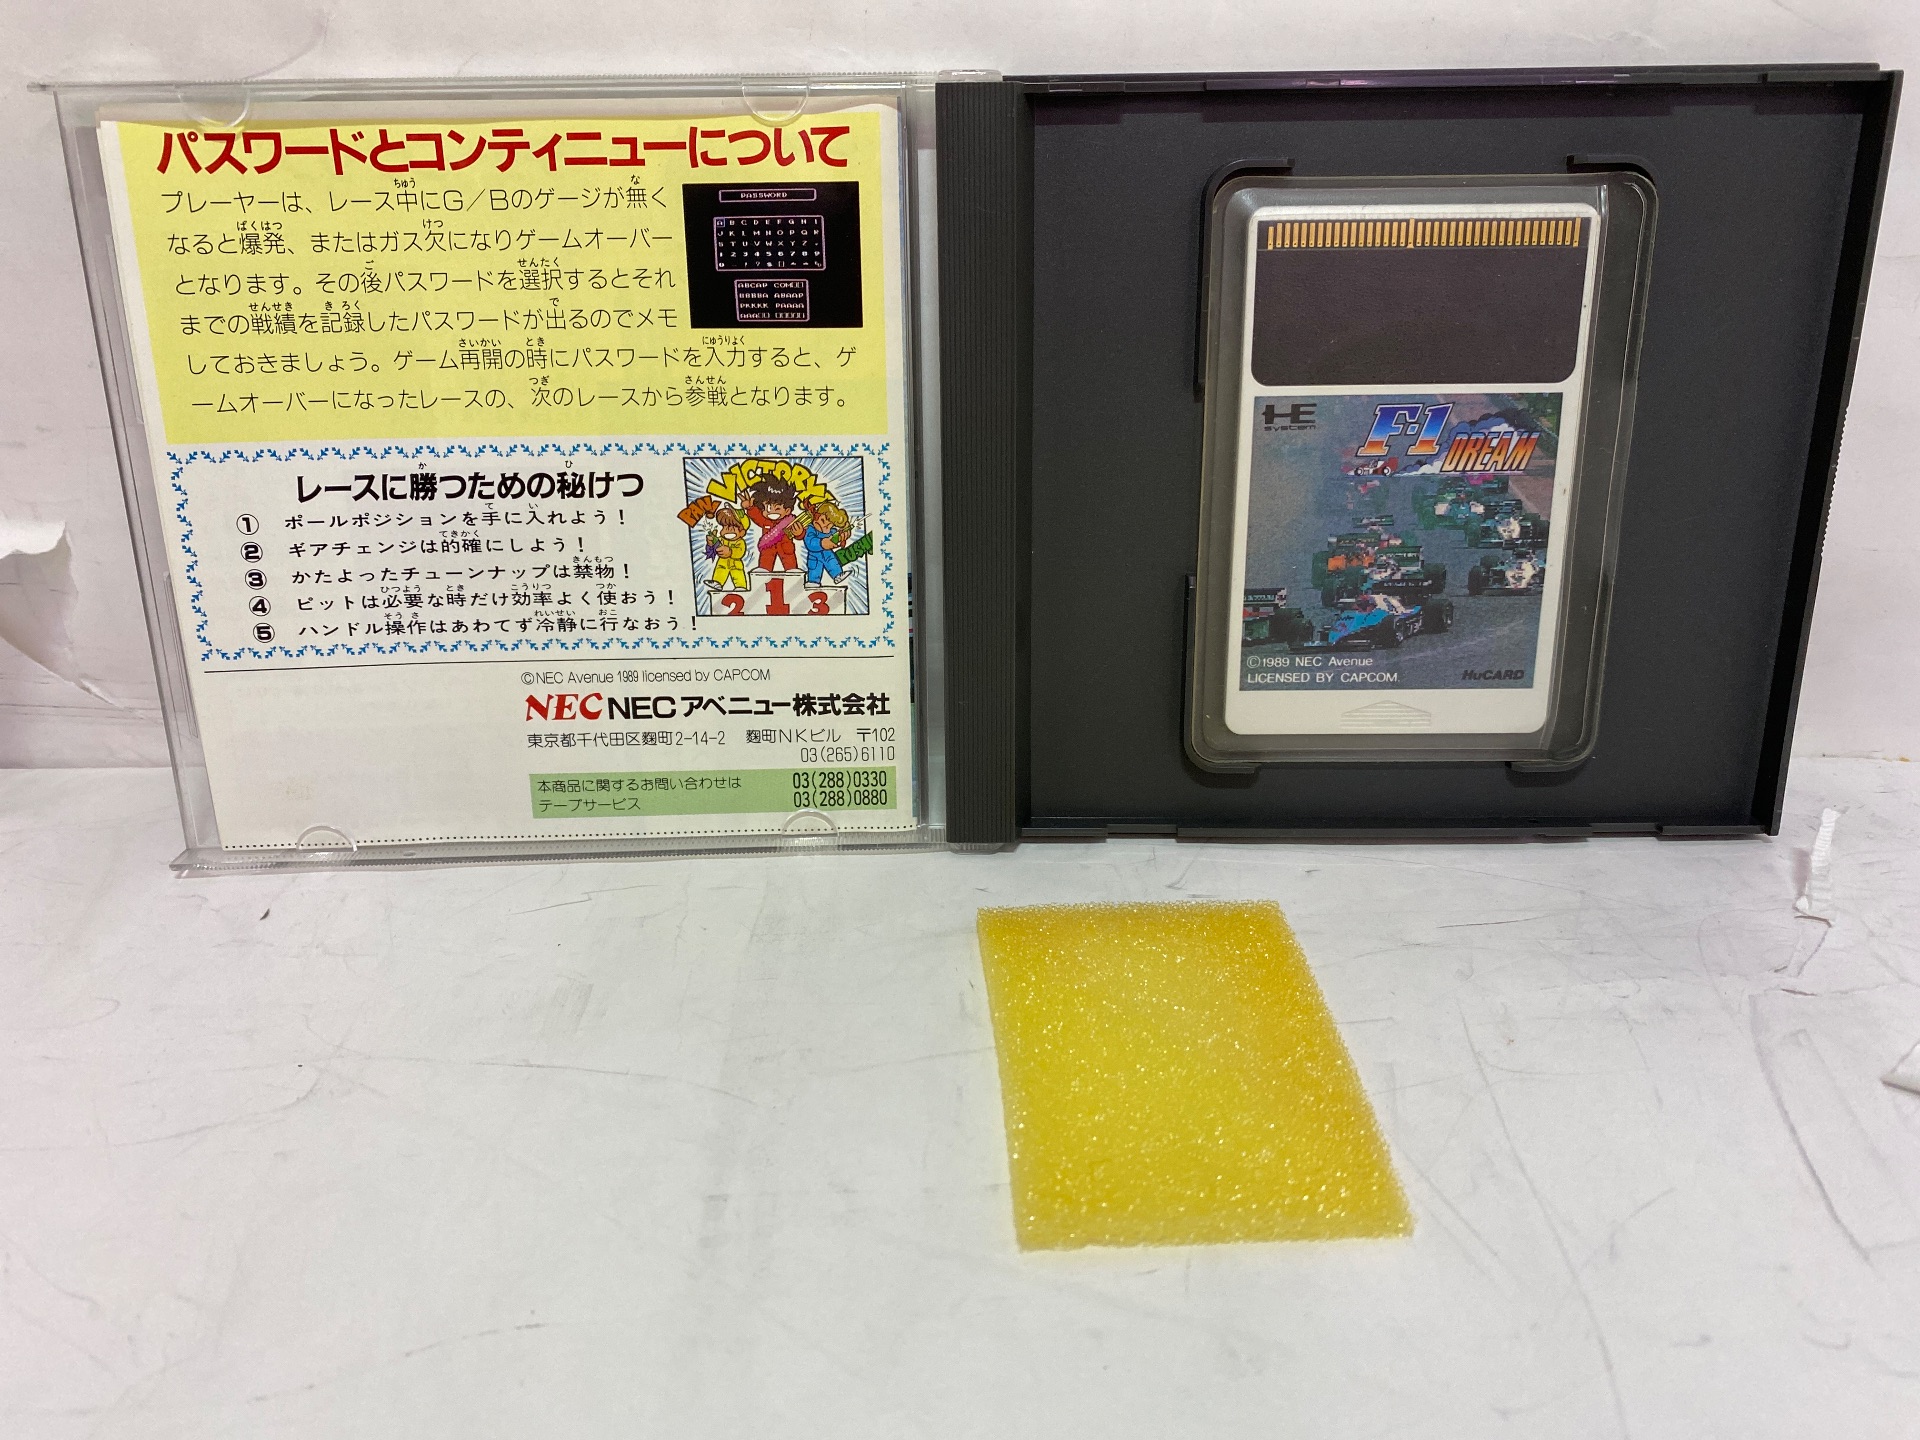 パスワードとコンティニューについて
プレーヤーは、レース中にG／Bのゲージが無く
なると爆発、またはガス欠になりゲームオーバー
となります。その後パスワードを選択するとそれ
までの戦績を記録したパスワードが出るのでメモ
しておきましょう。ゲーム再開の時にパスワードを入力すると、ゲ
ームオーバーになったレースの、次のレースから参戦となります。
PASSWORD
A B C D E F G H I
J K L M N O P Q R
S T U V W X Y Z
1 2 3 4 5 6 7 8 9
レースに勝つための秘けつ
① ポールポジションを手に入れよう！
② ギアチェンジは的確にしよう！
③ かたよったチューンナップは禁物！
④ ピットは必要な時だけ効率よく使おう！
⑤ ハンドル操作はあわてず冷静に行なおう！
VICTORY
2 1 3
©NEC Avenue 1989 licensed by CAPCOM
NEC NECアベニュー株式会社
東京都千代田区麹町2-14-2 麹町NKビル 〒102
03(265)6110
本商品に関するお問い合わせは 03(288)0330
テープサービス 03(288)0880
HE
system
F-1
DREAM
©1989 NEC Avenue
LICENSED BY CAPCOM.
HuCARD